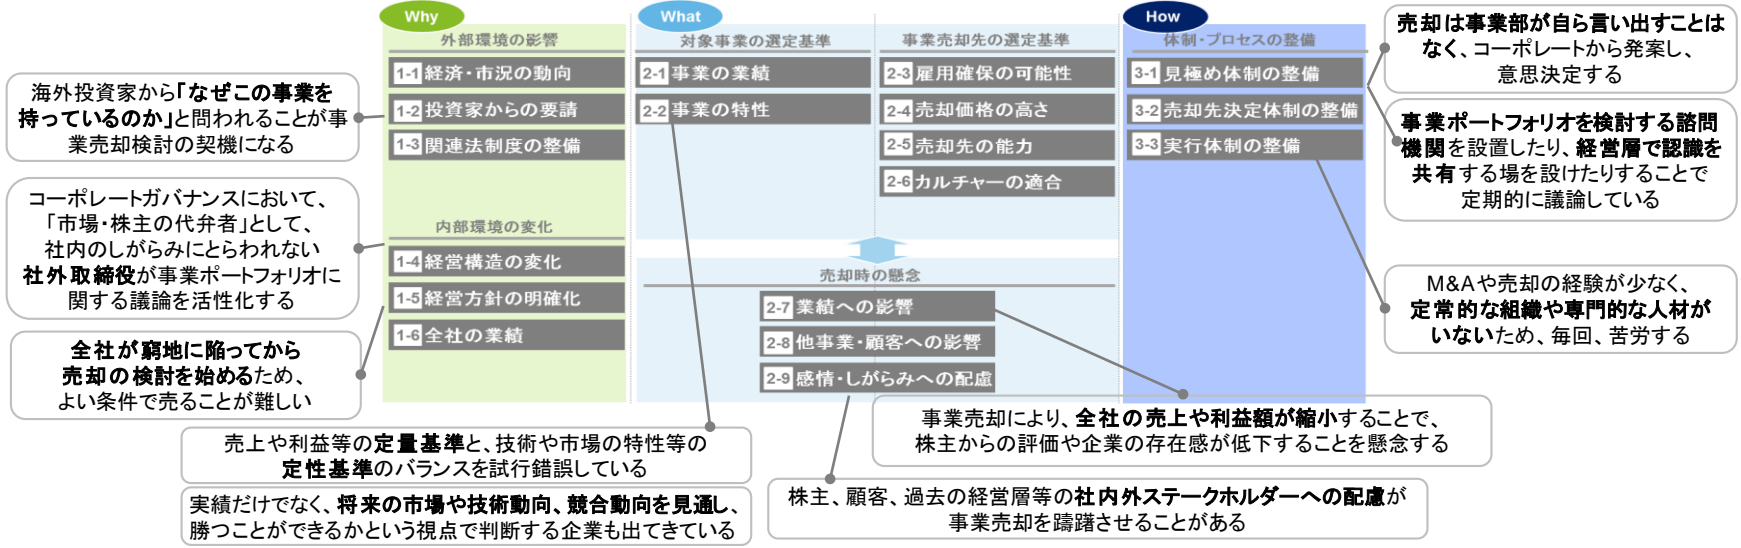 Why
外部環境の影響
1-1 経済・市況の動向
1-2 投資家からの要請
1-3 関連法制度の整備
内部環境の変化
1-4 経営構造の変化
1-5 経営方針の明確化
1-6 全社の業績
What
対象事業の選定基準
2-1 事業の業績
2-2 事業の特性
事業売却先の選定基準
2-3 雇用確保の可能性
2-4 売却価格の高さ
2-5 売却先の能力
2-6 カルチャーの適合
売却時の懸念
2-7 業績への影響
2-8 他事業・顧客への影響
2-9 感情・しがらみへの配慮
How
体制・プロセスの整備
3-1 見極め体制の整備
3-2 売却先決定体制の整備
3-3 実行体制の整備
海外投資家から「なぜこの事業を
持っているのか」と問われることが事
業売却検討の契機になる
コーポレートガバナンスにおいて、
「市場・株主の代弁者」として、
社内のしがらみにとらわれない
社外取締役が事業ポートフォリオに
関する議論を活性化する
全社が窮地に陥ってから
売却の検討を始めるため、
よい条件で売ることが難しい
売上や利益等の定量基準と、技術や市場の特性等の
定性基準のバランスを試行錯誤している
実績だけでなく、将来の市場や技術動向、競合動向を見通し、
勝つことができるかという視点で判断する企業も出てきている
事業売却により、全社の売上や利益額が縮小することで、
株主からの評価や企業の存在感が低下することを懸念する
株主、顧客、過去の経営層等の社内外ステークホルダーへの配慮が
事業売却を躊躇させることがある
売却は事業部が自ら言い出すことは
なく、コーポレートから発案し、
意思決定する
事業ポートフォリオを検討する諮問
機関を設置したり、経営層で認識を
共有する場を設けたりすることで
定期的に議論している
M&Aや売却の経験が少なく、
定常的な組織や専門的な人材が
いないため、毎回、苦労する